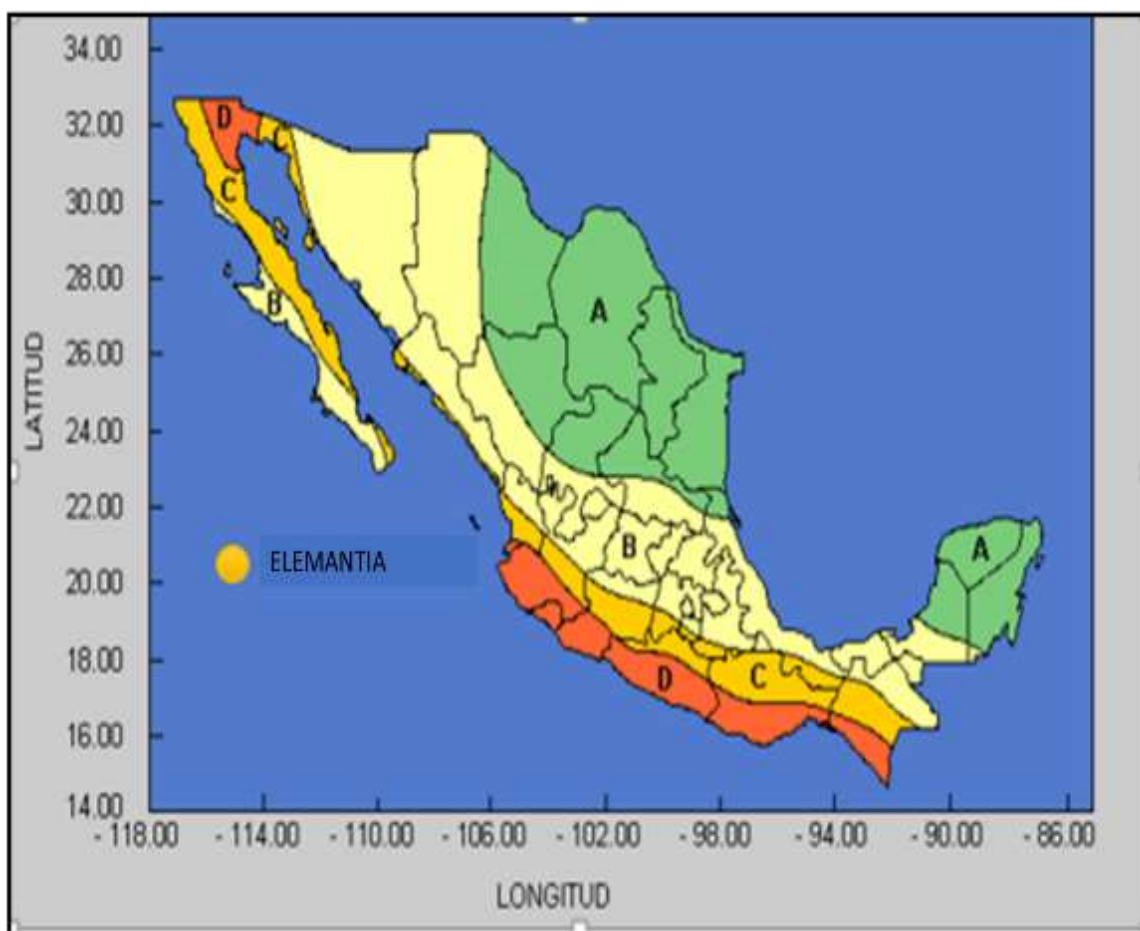 34.00
32.00
30.00
28.00
26.00
24.00
22.00
20.00
18.00
16.00
14.00
LATITUD
D
C
C
B
A
B
A
D
C
ELEMANTIA
- 118.00 - 114.00 - 110.00 - 106.00 - 102.00 - 98.00 - 94.00 - 90.00 - 86.00
LONGITUD